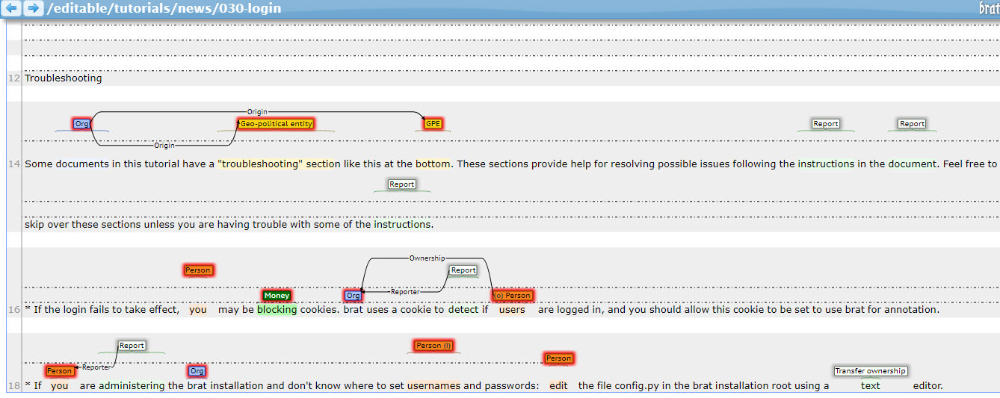 /editable/tutorials/news/030-login brat
12 Troubleshooting
Origin
Org Geo-political entity GPE Report Report
Origin
14 Some documents in this tutorial have a "troubleshooting" section like this at the bottom. These sections provide help for resolving possible issues following the instructions in the document. Feel free to
Report
skip over these sections unless you are having trouble with some of the instructions.
Ownership
Person Report
Reporter
Money Org (o) Person
16 * If the login fails to take effect, you may be blocking cookies. brat uses a cookie to detect if users are logged in, and you should allow this cookie to be set to use brat for annotation.
Report Person (I)
Person
Reporter
Person Org Transfer ownership
18 * If you are administering the brat installation and don't know where to set usernames and passwords: edit the file config.py in the brat installation root using a text editor.